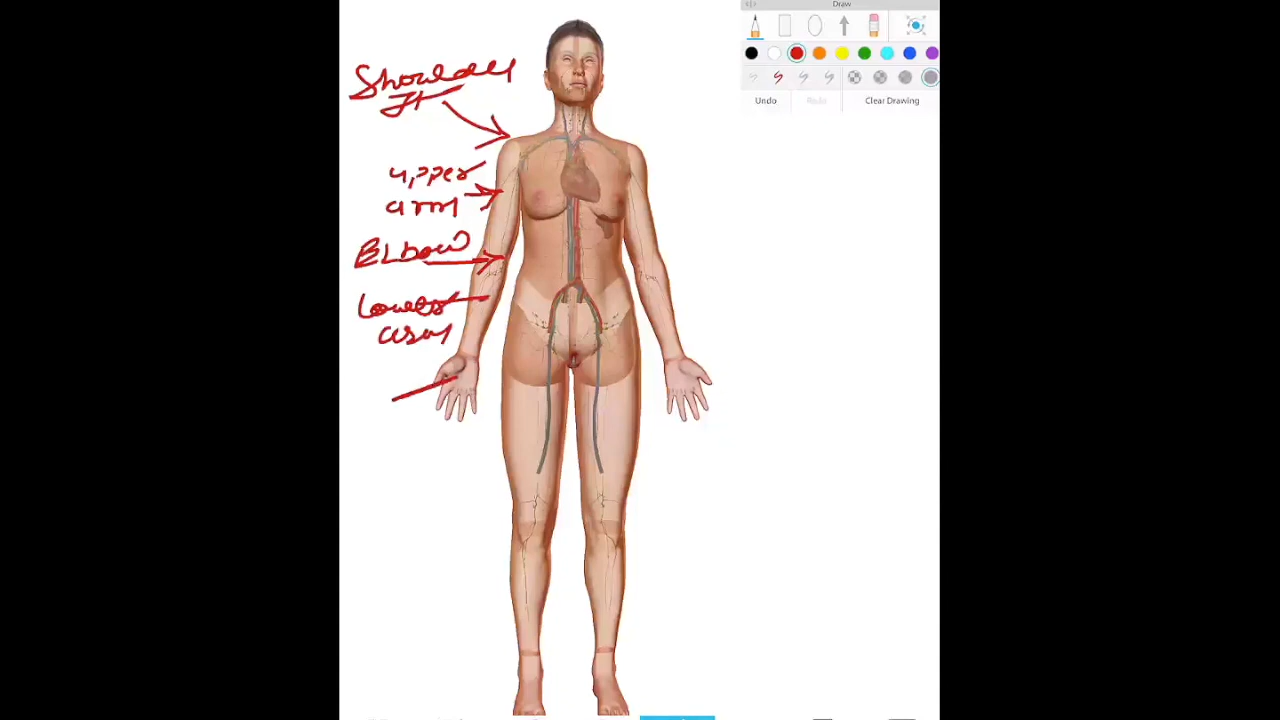 Draw
Undo
Redo
Clear Drawing
Shoulder
Jt
upper
arm
Elbow
Lower
arm